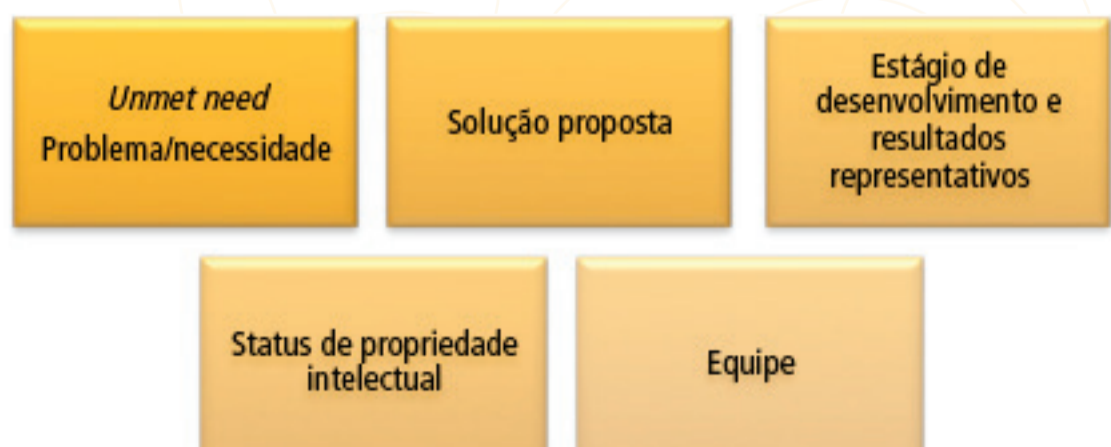 Unmet need
Problema/necessidade
Solução proposta
Estágio de
desenvolvimento e
resultados
representativos
Status de propriedade
intelectual
Equipe